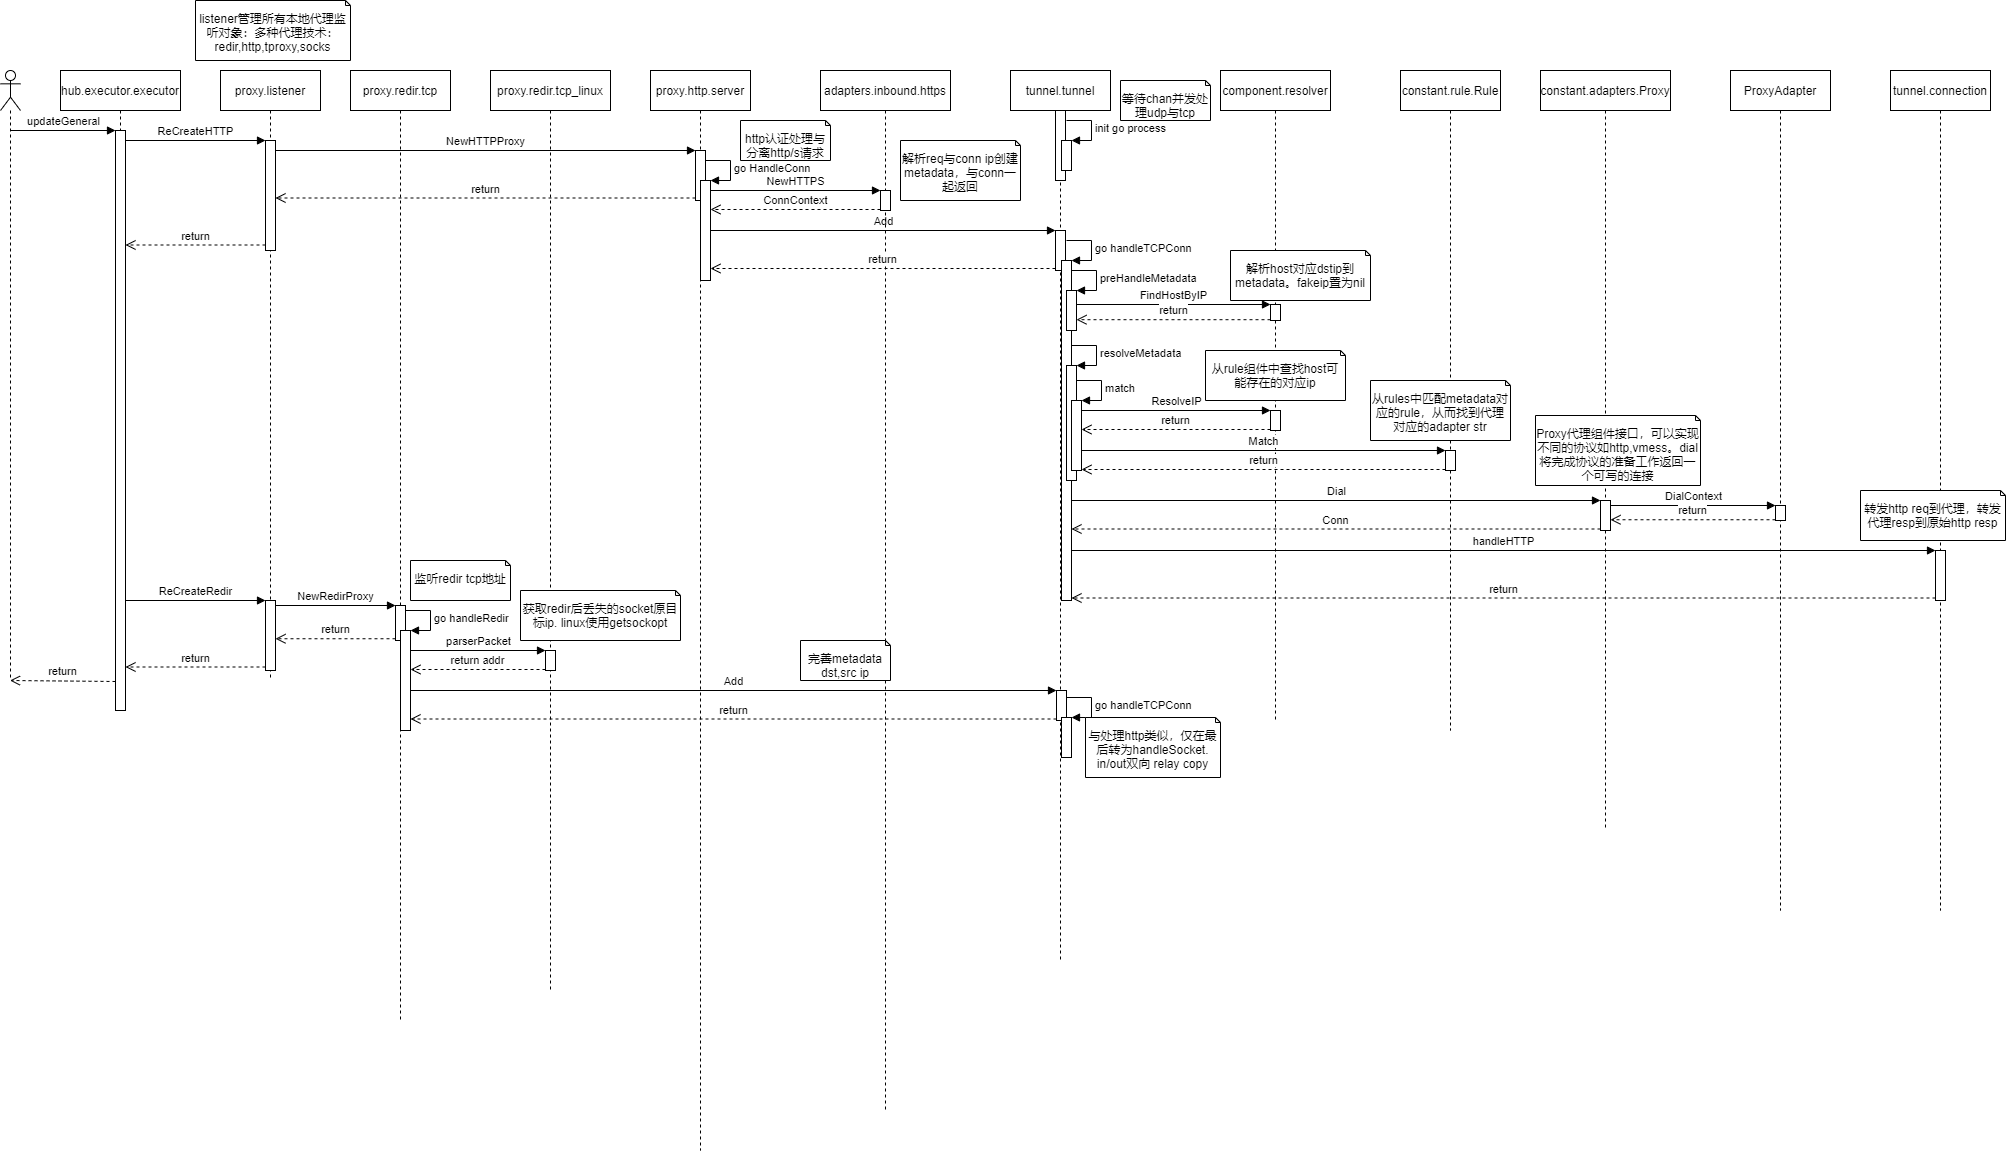 listener管理所有本地代理监
听对象：多种代理技术：
redir,http,tproxy,socks
hub.executor.executor
proxy.listener
proxy.redir.tcp
proxy.redir.tcp_linux
proxy.http.server
adapters.inbound.https
tunnel.tunnel
等待chan并发处
理udp与tcp
component.resolver
constant.rule.Rule
constant.adapters.Proxy
ProxyAdapter
tunnel.connection
updateGeneral
ReCreateHTTP
NewHTTPProxy
http认证处理与
分离http/s请求
init go process
解析req与conn ip创建
metadata，与conn一
起返回
go HandleConn
NewHTTPS
return
ConnContext
Add
return
go handleTCPConn
return
解析host对应dstip到
metadata。fakeip置为nil
preHandleMetadata
FindHostByIP
return
resolveMetadata
从rule组件中查找host可
能存在的对应ip
match
ResolveIP
return
从rules中匹配metadata对
应的rule，从而找到代理
对应的adapter str
Match
return
Proxy代理组件接口，可以实现
不同的协议如http,vmess。dial
将完成协议的准备工作返回一
个可写的连接
Dial
DialContext
return
Conn
转发http req到代理，转发
代理resp到原始http resp
handleHTTP
return
监听redir tcp地址
ReCreateRedir
NewRedirProxy
获取redir后丢失的socket原目
标ip. linux使用getsockopt
go handleRedir
return
parserPacket
return addr
return
return
完善metadata
dst,src ip
Add
return
go handleTCPConn
与处理http类似，仅在最
后转为handleSocket.
in/out双向 relay copy